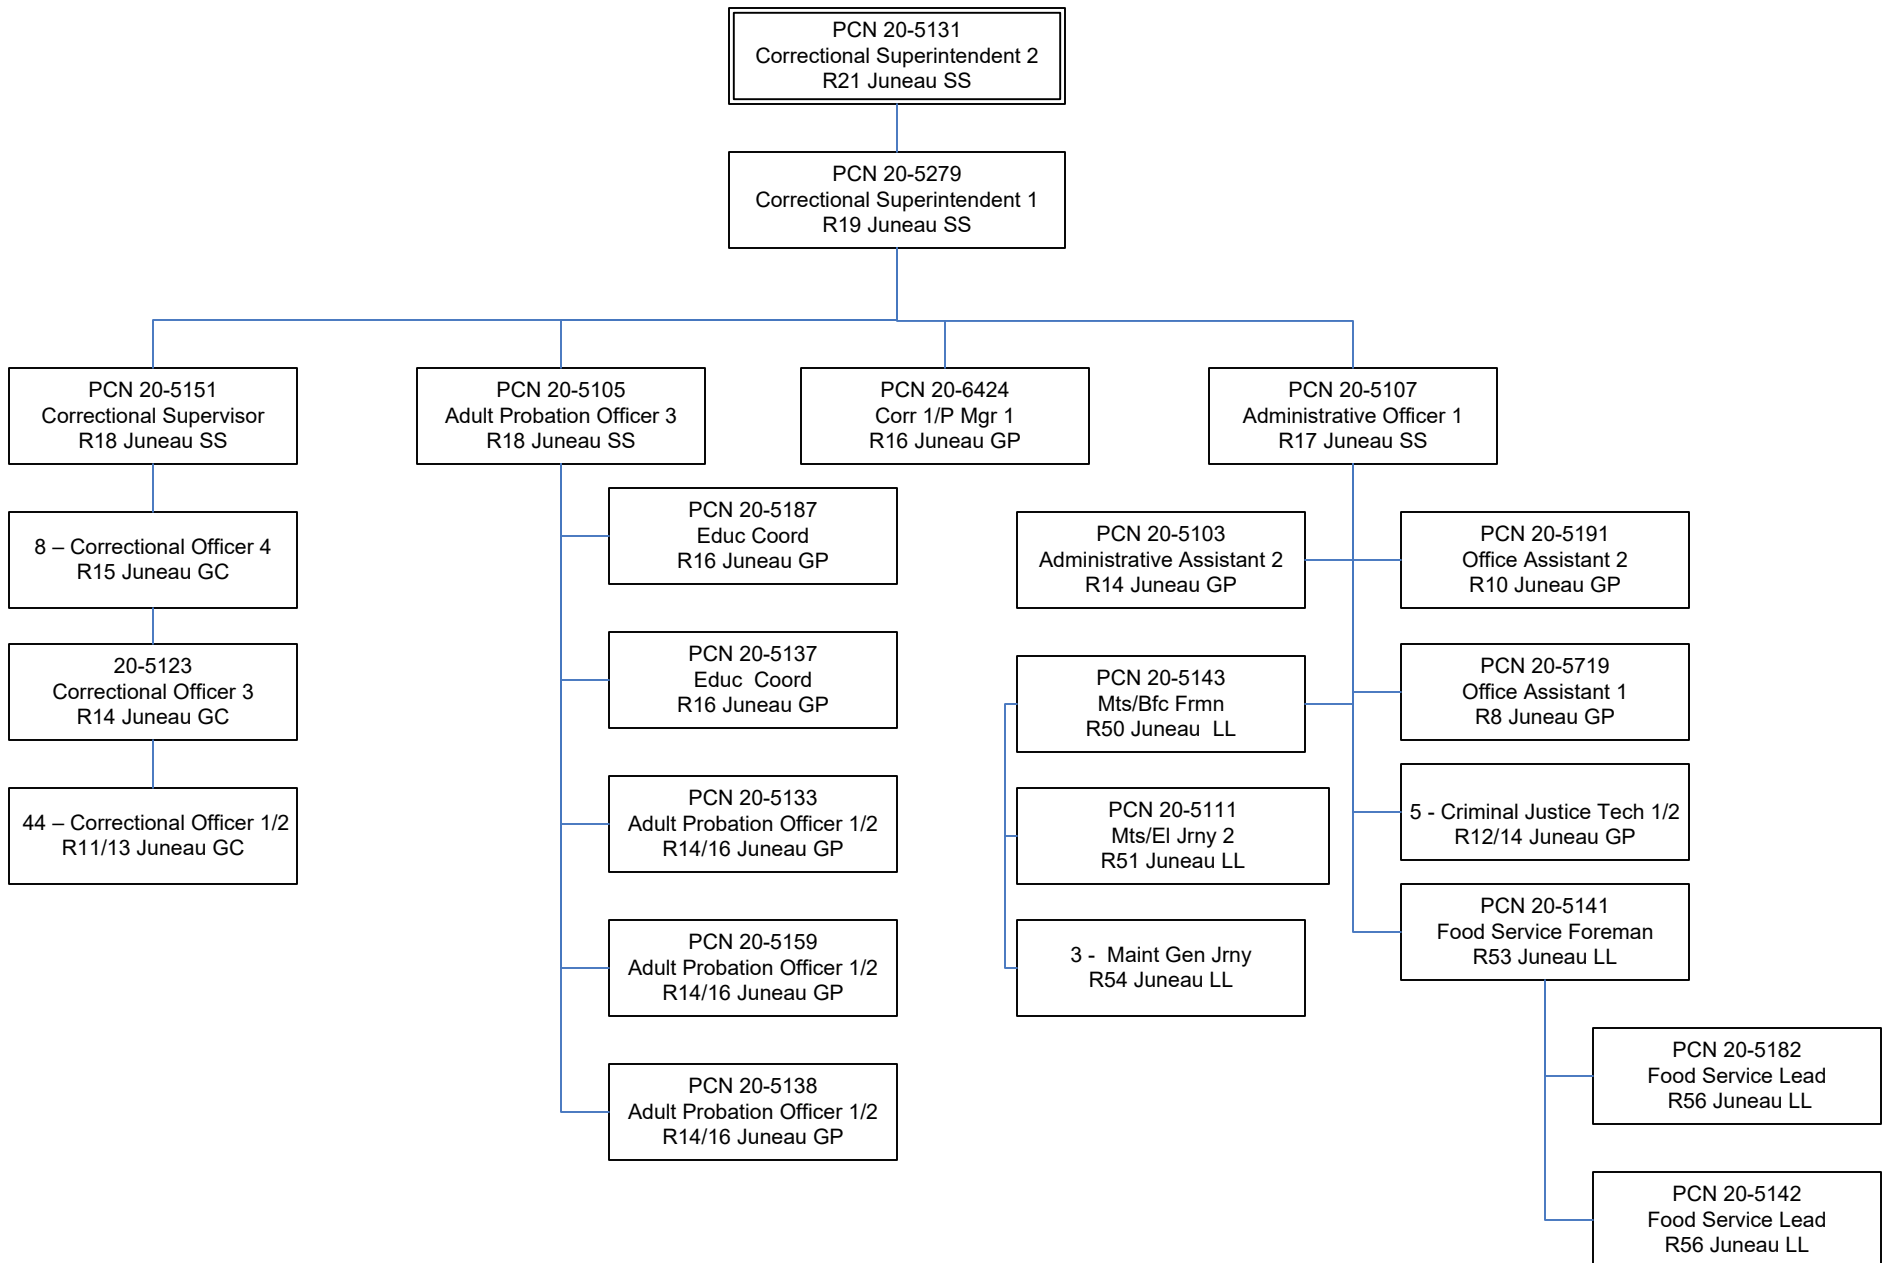 PCN 20-5131
Correctional Superintendent 2
R21 Juneau SS
PCN 20-5279
Correctional Superintendent 1
R19 Juneau SS
PCN 20-5151
Correctional Supervisor
R18 Juneau SS
PCN 20-5105
Adult Probation Officer 3
R18 Juneau SS
PCN 20-6424
Corr 1/P Mgr 1
R16 Juneau GP
PCN 20-5107
Administrative Officer 1
R17 Juneau SS
8 – Correctional Officer 4
R15 Juneau GC
20-5123
Correctional Officer 3
R14 Juneau GC
44 – Correctional Officer 1/2
R11/13 Juneau GC
PCN 20-5187
Educ Coord
R16 Juneau GP
PCN 20-5137
Educ  Coord
R16 Juneau GP
PCN 20-5133
Adult Probation Officer 1/2
R14/16 Juneau GP
PCN 20-5159
Adult Probation Officer 1/2
R14/16 Juneau GP
PCN 20-5138
Adult Probation Officer 1/2
R14/16 Juneau GP
PCN 20-5103
Administrative Assistant 2
R14 Juneau GP
PCN 20-5143
Mts/Bfc Frmn
R50 Juneau  LL
PCN 20-5111
Mts/El Jrny 2
R51 Juneau LL
3 -  Maint Gen Jrny
R54 Juneau LL
PCN 20-5191
Office Assistant 2
R10 Juneau GP
PCN 20-5719
Office Assistant 1
R8 Juneau GP
5 - Criminal Justice Tech 1/2
R12/14 Juneau GP
PCN 20-5141
Food Service Foreman
R53 Juneau LL
PCN 20-5182
Food Service Lead
R56 Juneau LL
PCN 20-5142
Food Service Lead
R56 Juneau LL